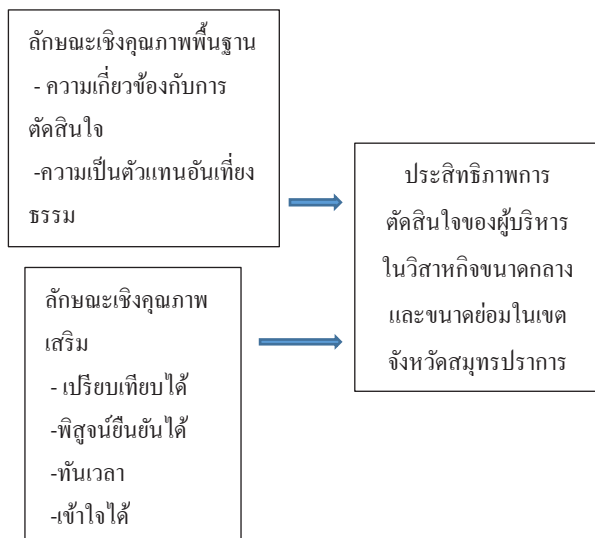 ลักษณะเชิงคุณภาพพื้นฐาน
- ความเกี่ยวข้องกับการ
ตัดสินใจ
-ความเป็นตัวแทนอันเที่ยง
ธรรม
ลักษณะเชิงคุณภาพ
เสริม
- เปรียบเทียบได้
-พิสูจน์ยืนยันได้
-ทันเวลา
-เข้าใจได้
ประสิทธิภาพการ
ตัดสินใจของผู้บริหาร
ในวิสาหกิจขนาดกลาง
และขนาดย่อมในเขต
จังหวัดสมุทรปราการ